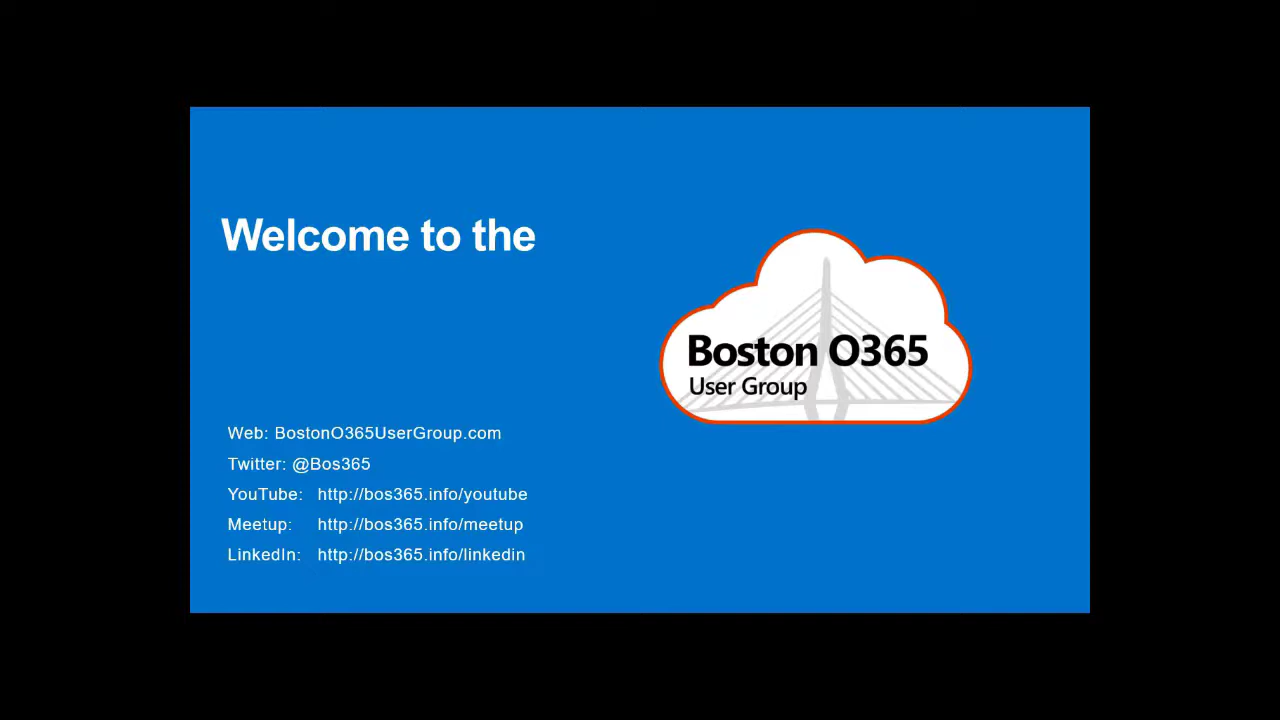 Welcome to the
Boston O365
User Group
Web: BostonO365UserGroup.com
Twitter: @Bos365
YouTube: http://bos365.info/youtube
Meetup: http://bos365.info/meetup
LinkedIn: http://bos365.info/linkedin